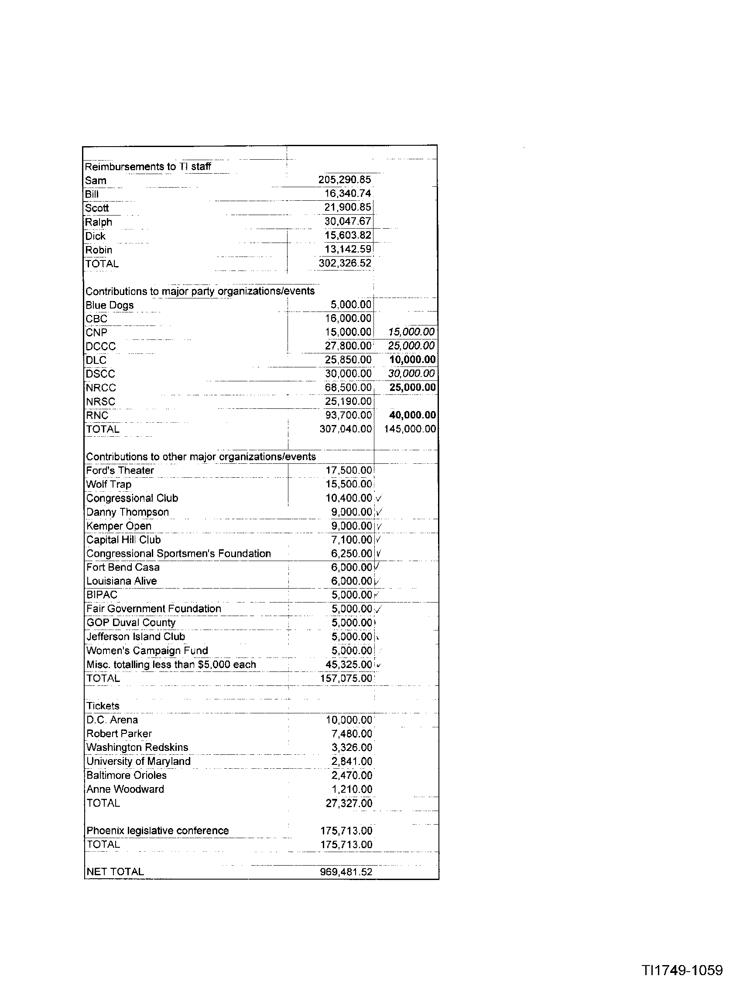 Reimbursements to TI staff
Sam 205,290.85
Bill 16,340.74
Scott 21,900.85
Ralph 30,047.67
Dick 15,603.82
Robin 13,142.59
TOTAL 302,326.52
Contributions to major party organizations/events
Blue Dogs 5,000.00
CBC 16,000.00
CNP 15,000.00 15,000.00
DCCC 27,800.00 25,000.00
DLC 25,850.00 10,000.00
DSCC 30,000.00 30,000.00
NRCC 68,500.00 25,000.00
NRSC 25,190.00
RNC 93,700.00 40,000.00
TOTAL 307,040.00 145,000.00
Contributions to other major organizations/events
Ford's Theater 17,500.00
Wolf Trap 15,500.00
Congressional Club 10,400.00 ✓
Danny Thompson 9,000.00 ✓
Kemper Open 9,000.00 ✓
Capital Hill Club 7,100.00 ✓
Congressional Sportsmen's Foundation 6,250.00 ✓
Fort Bend Casa 6,000.00 ✓
Louisiana Alive 6,000.00 ✓
BIPAC 5,000.00 ✓
Fair Government Foundation 5,000.00 ✓
GOP Duval County 5,000.00
Jefferson Island Club 5,000.00
Women's Campaign Fund 5,000.00
Misc. totalling less than $5,000 each 45,325.00 ✓
TOTAL 157,075.00
Tickets
D.C. Arena 10,000.00
Robert Parker 7,480.00
Washington Redskins 3,326.00
University of Maryland 2,841.00
Baltimore Orioles 2,470.00
Anne Woodward 1,210.00
TOTAL 27,327.00
Phoenix legislative conference 175,713.00
TOTAL 175,713.00
NET TOTAL 969,481.52
TI1749-1059